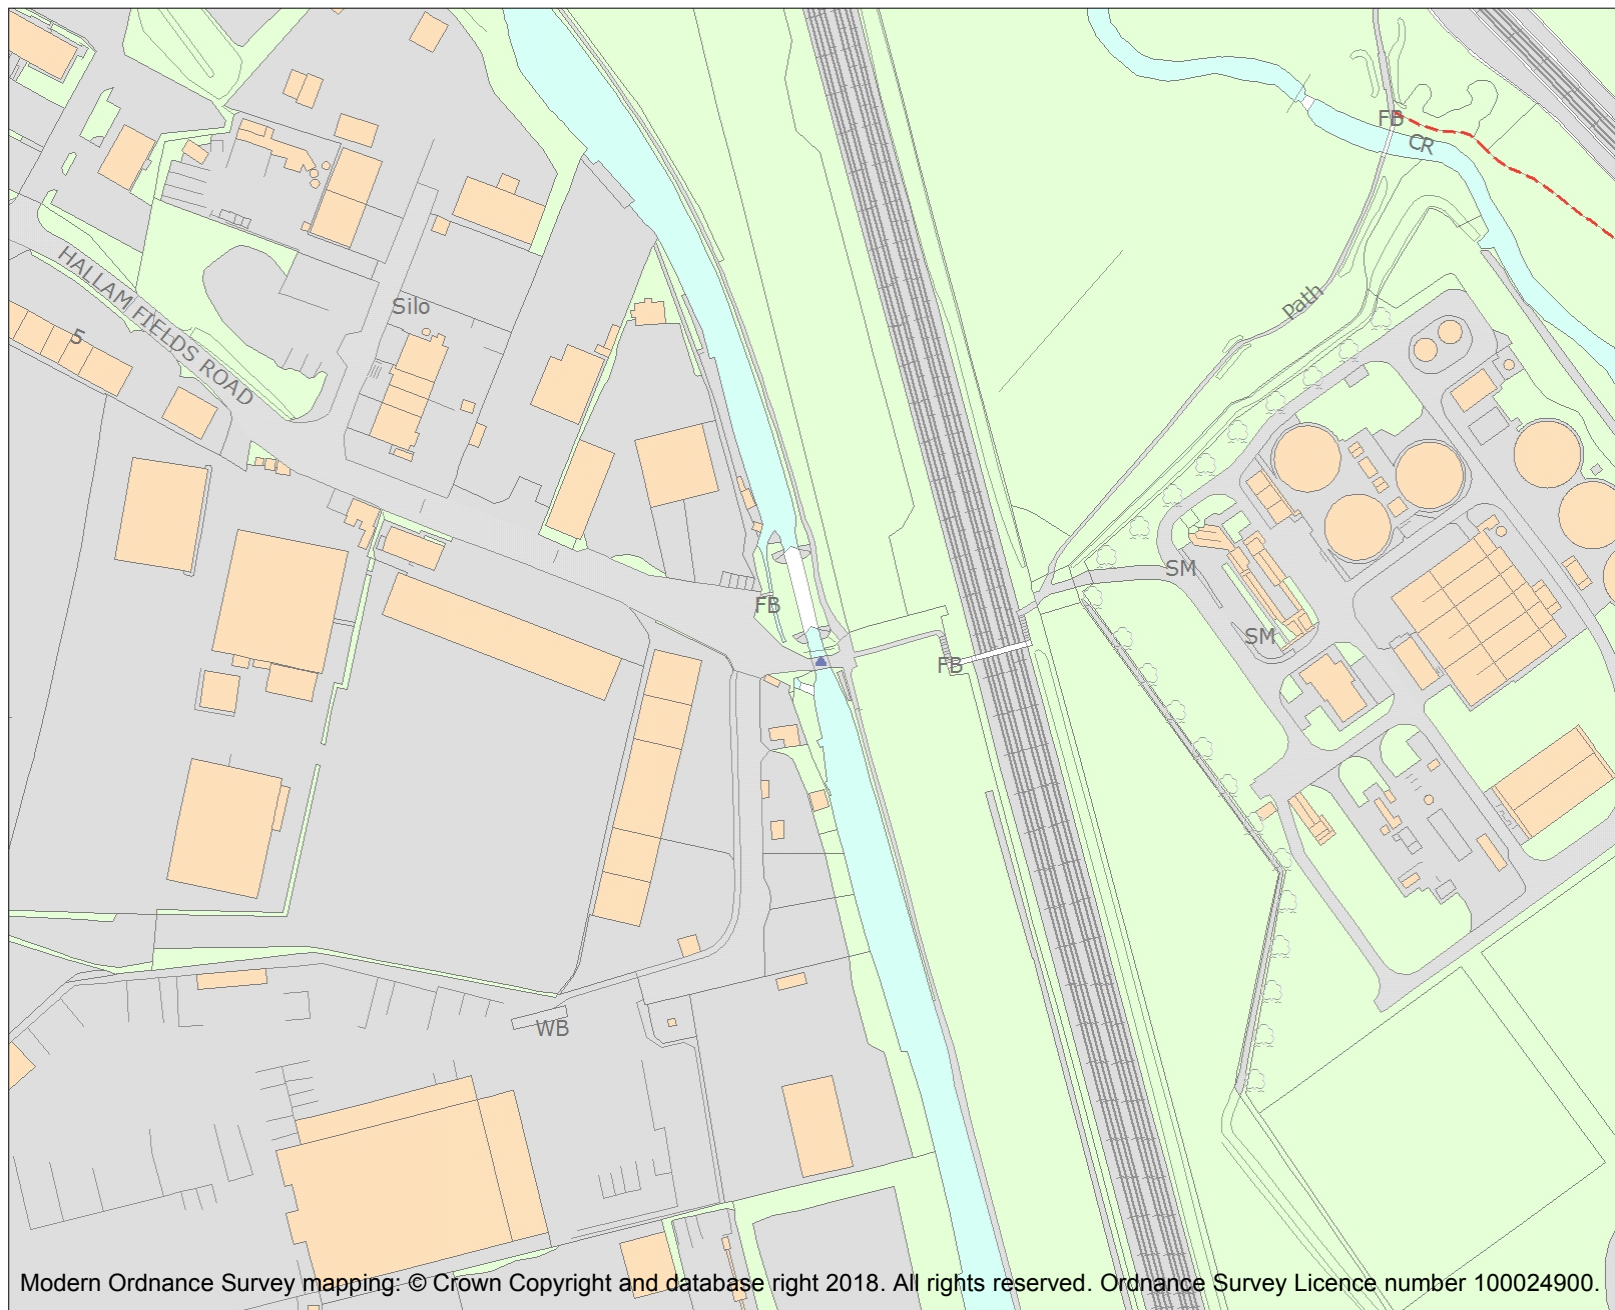 FB
CR
HALLAM FIELDS ROAD
Silo
Path
5
SM
FB
SM
FB
WB
Modern Ordnance Survey mapping: © Crown Copyright and database right 2018. All rights reserved. Ordnance Survey Licence number 100024900.